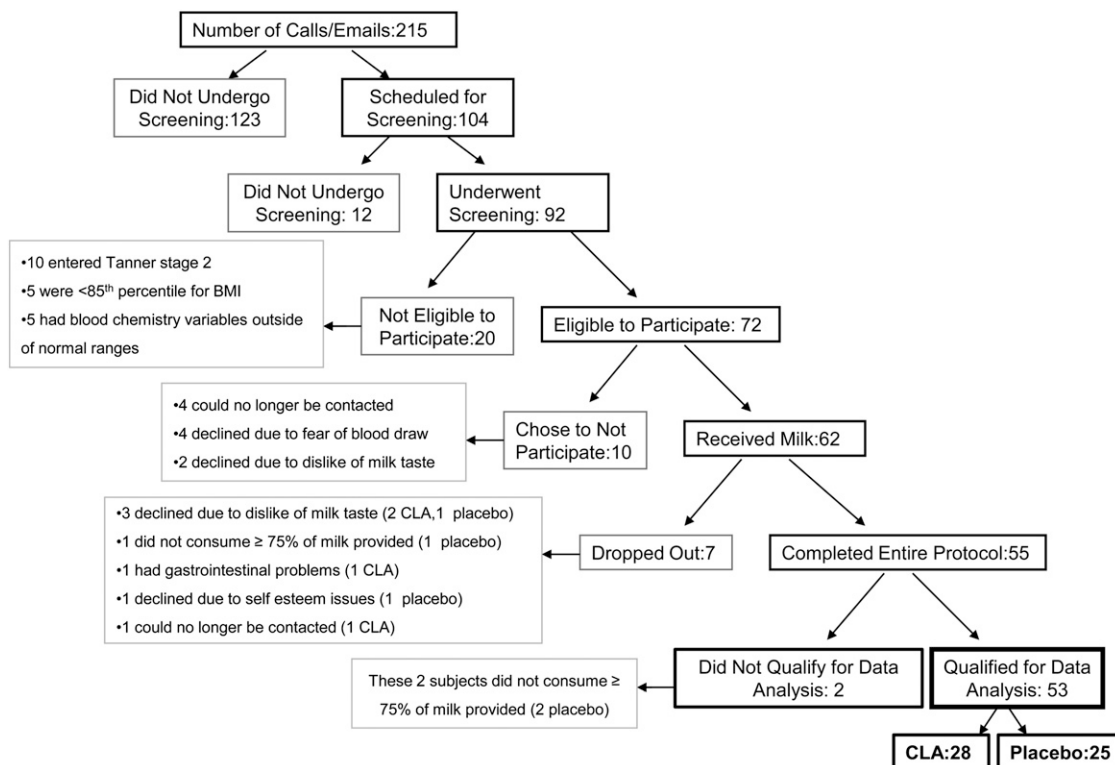 Number of Calls/Emails:215
Did Not Undergo
Screening:123
Scheduled for
Screening:104
Did Not Undergo
Screening: 12
Underwent
Screening: 92
•10 entered Tanner stage 2
•5 were <85th percentile for BMI
•5 had blood chemistry variables outside
of normal ranges
Not Eligible to
Participate:20
Eligible to Participate: 72
•4 could no longer be contacted
•4 declined due to fear of blood draw
•2 declined due to dislike of milk taste
Chose to Not
Participate:10
Received Milk:62
•3 declined due to dislike of milk taste (2 CLA,1 placebo)
•1 did not consume ≥ 75% of milk provided (1 placebo)
•1 had gastrointestinal problems (1 CLA)
•1 declined due to self esteem issues (1 placebo)
•1 could no longer be contacted (1 CLA)
Dropped Out:7
Completed Entire Protocol:55
These 2 subjects did not consume ≥
75% of milk provided (2 placebo)
Did Not Qualify for Data
Analysis: 2
Qualified for Data
Analysis: 53
CLA:28
Placebo:25